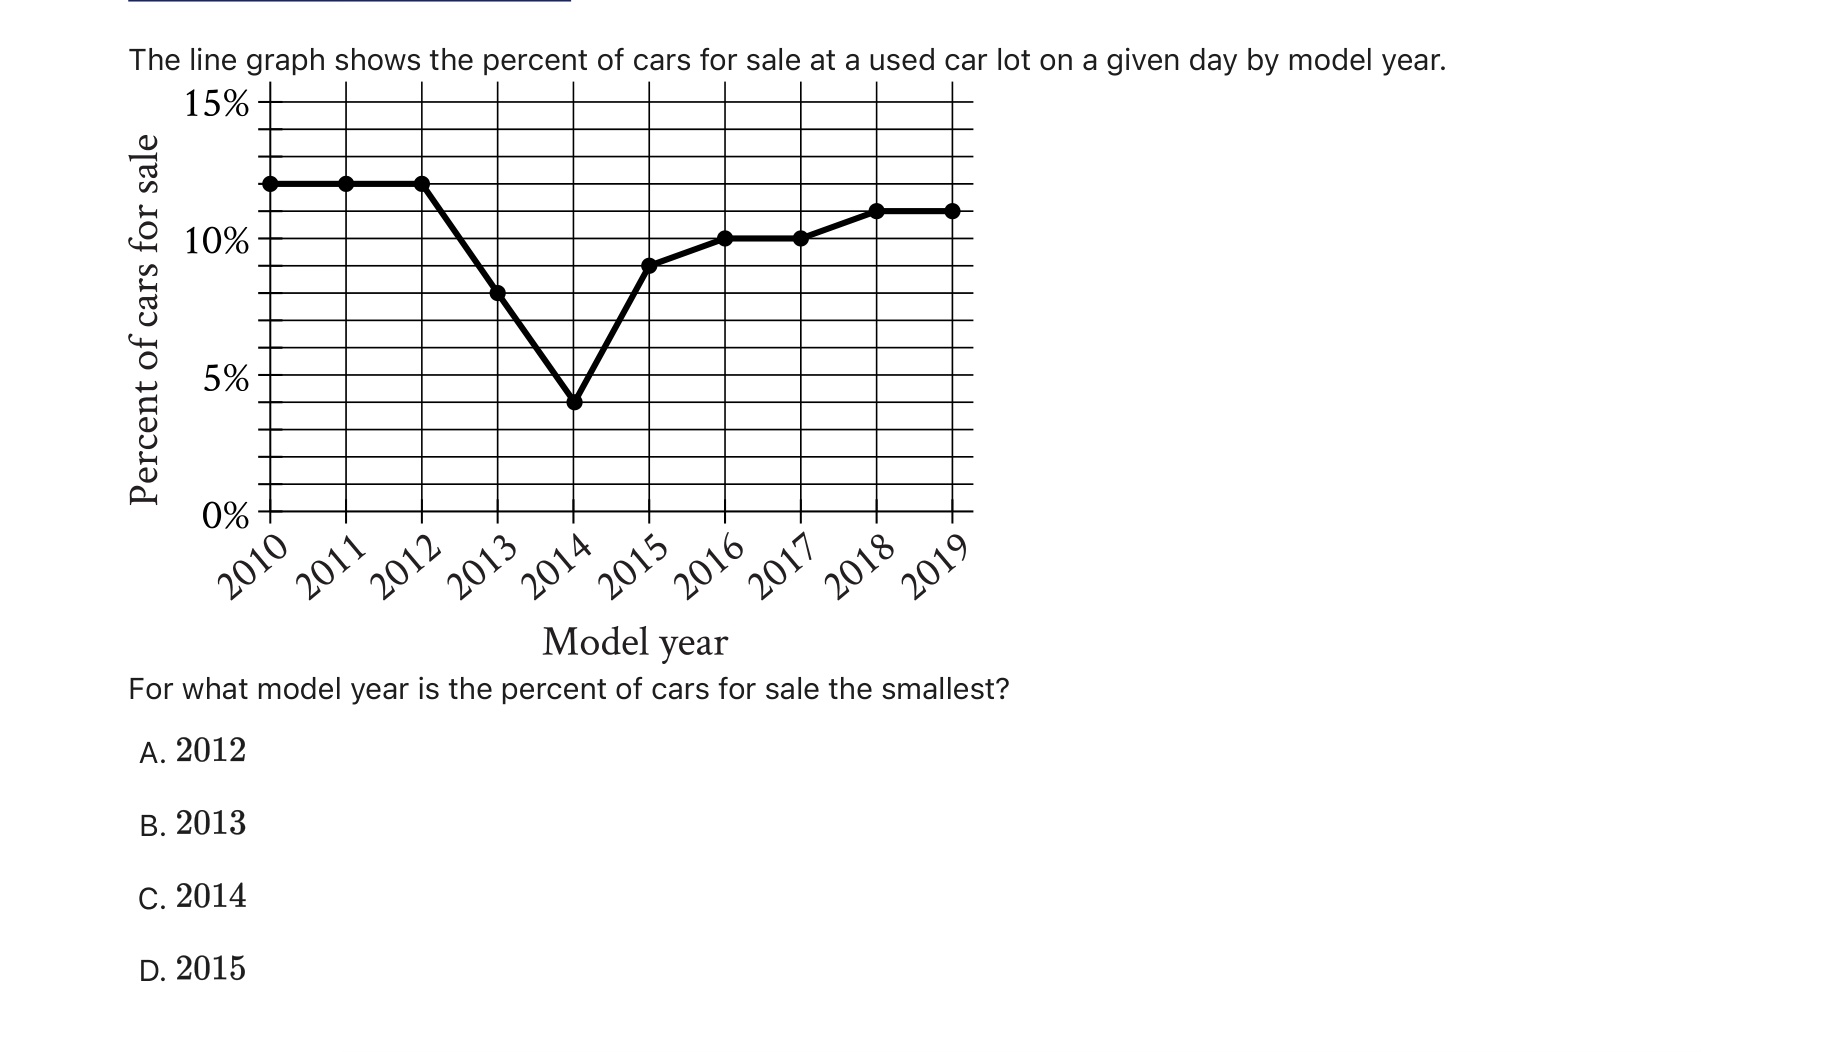 The line graph shows the percent of cars for sale at a used car lot on a given day by model year.
15%
10%
5%
0%
Percent of cars for sale
2010
2011
2012
2013
2014
2015
2016
2017
2018
2019
Model year
For what model year is the percent of cars for sale the smallest?
A. 2012
B. 2013
C. 2014
D. 2015